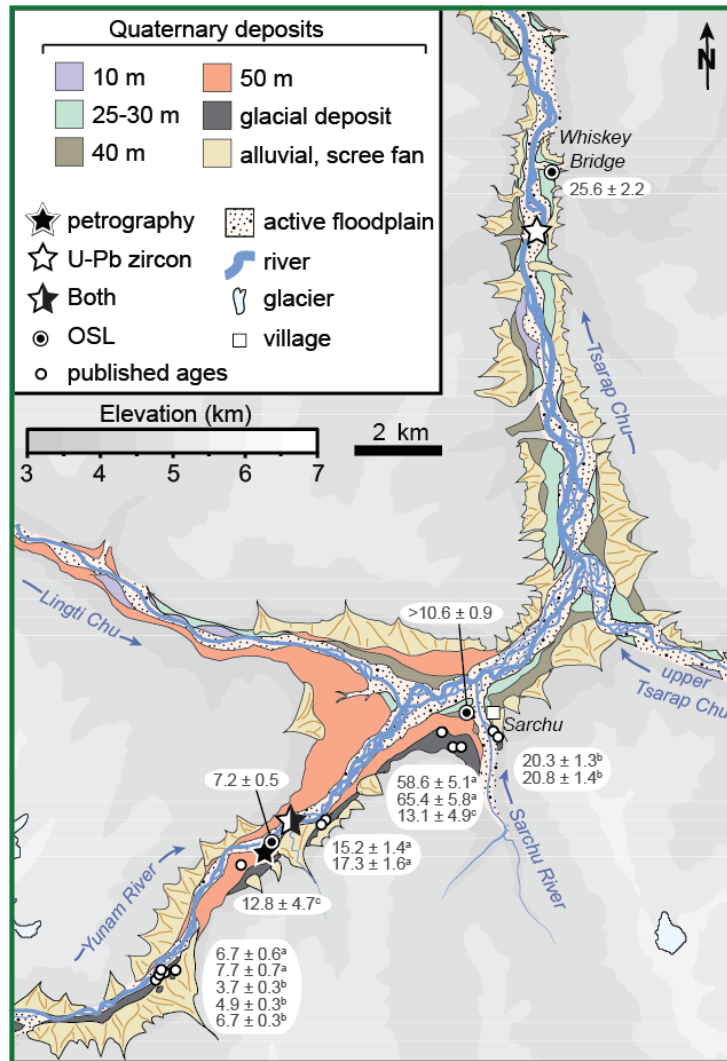 Quaternary deposits
10 m
50 m
25-30 m
glacial deposit
40 m
alluvial, scree fan
petrography
active floodplain
U-Pb zircon
river
Both
glacier
OSL
village
published ages
Elevation (km)
3 4 5 6 7
2 km
N
Whiskey
Bridge
25.6 ± 2.2
Tsarap Chu
Lingti Chu
>10.6 ± 0.9
upper
Tsarap Chu
Sarchu
20.3 ± 1.3ᵇ
20.8 ± 1.4ᵇ
7.2 ± 0.5
58.6 ± 5.1ᵃ
65.4 ± 5.8ᵃ
13.1 ± 4.9ᶜ
Sarchu River
15.2 ± 1.4ᵃ
17.3 ± 1.6ᵃ
Yunam River
12.8 ± 4.7ᶜ
6.7 ± 0.6ᵃ
7.7 ± 0.7ᵃ
3.7 ± 0.3ᵇ
4.9 ± 0.3ᵇ
6.7 ± 0.3ᵇ